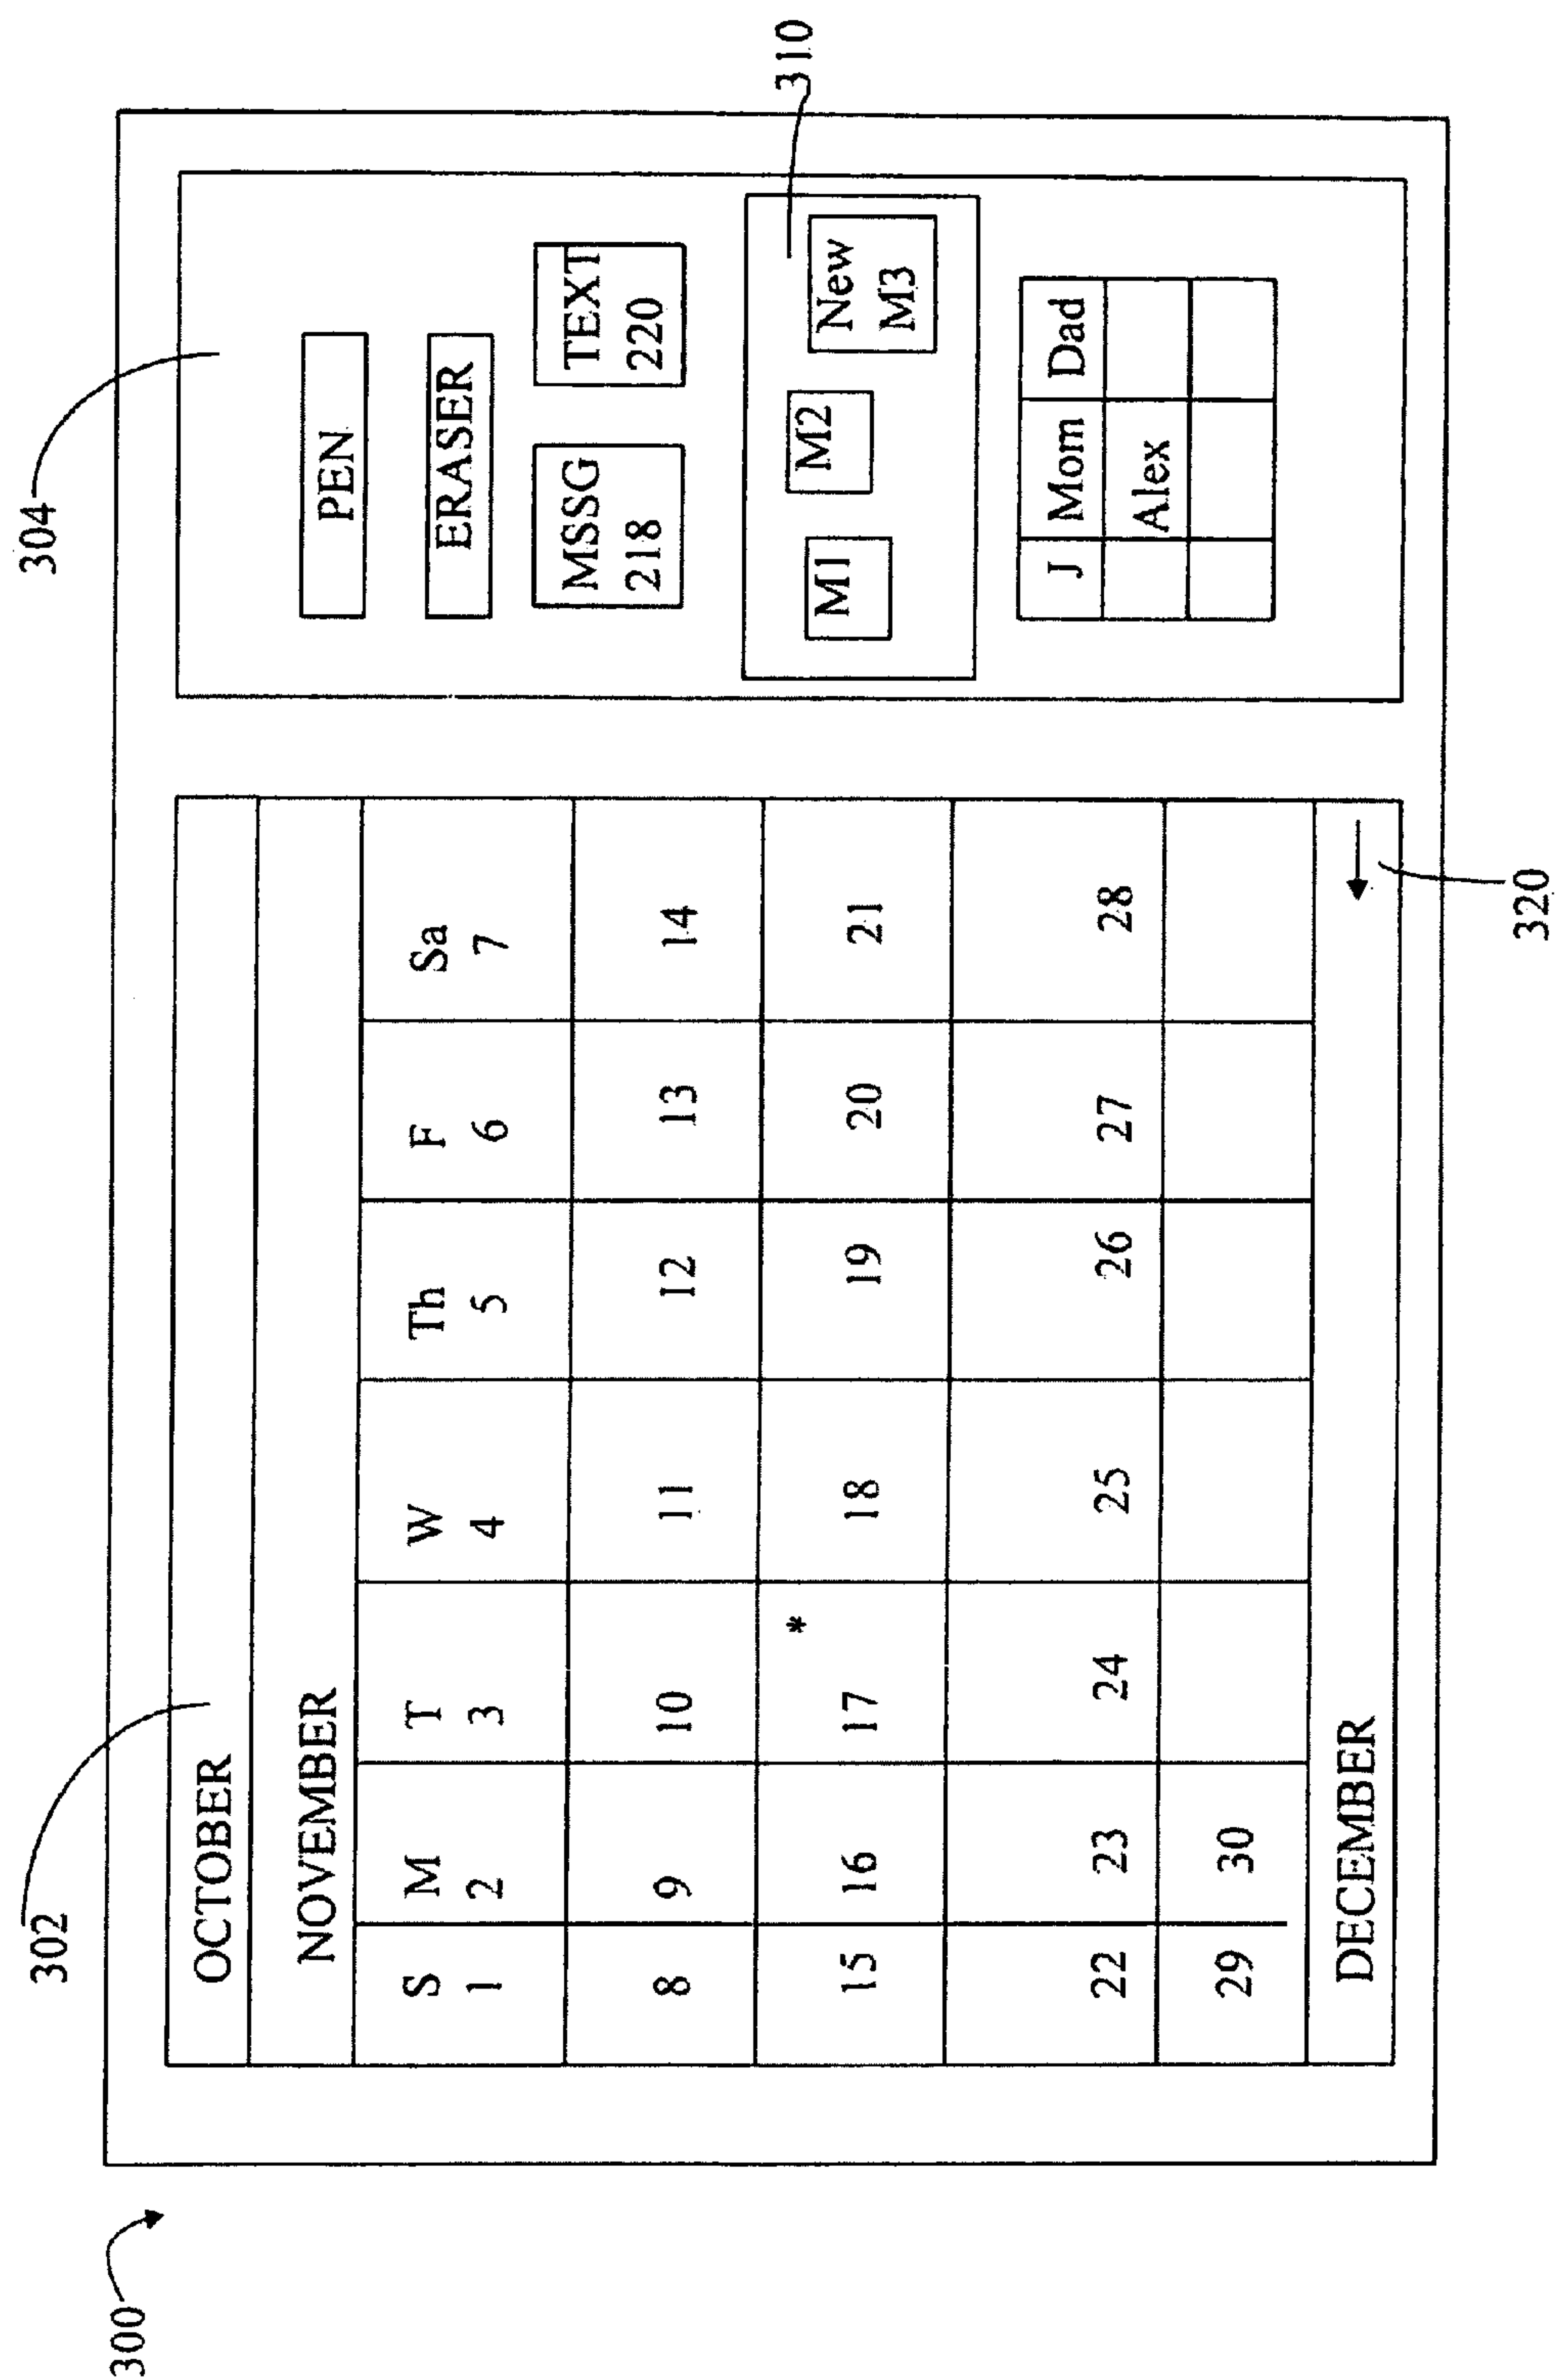 300
302
304
OCTOBER
NOVEMBER
S M T W Th F Sa
1 2 3 4 5 6 7
8 9 10 11 12 13 14
*
15 16 17 18 19 20 21
22 23 24 25 26 27 28
29 30
DECEMBER
320
PEN
ERASER
MSSG TEXT
218 220
310
M1 M2 New
M3
J Mom Dad
Alex